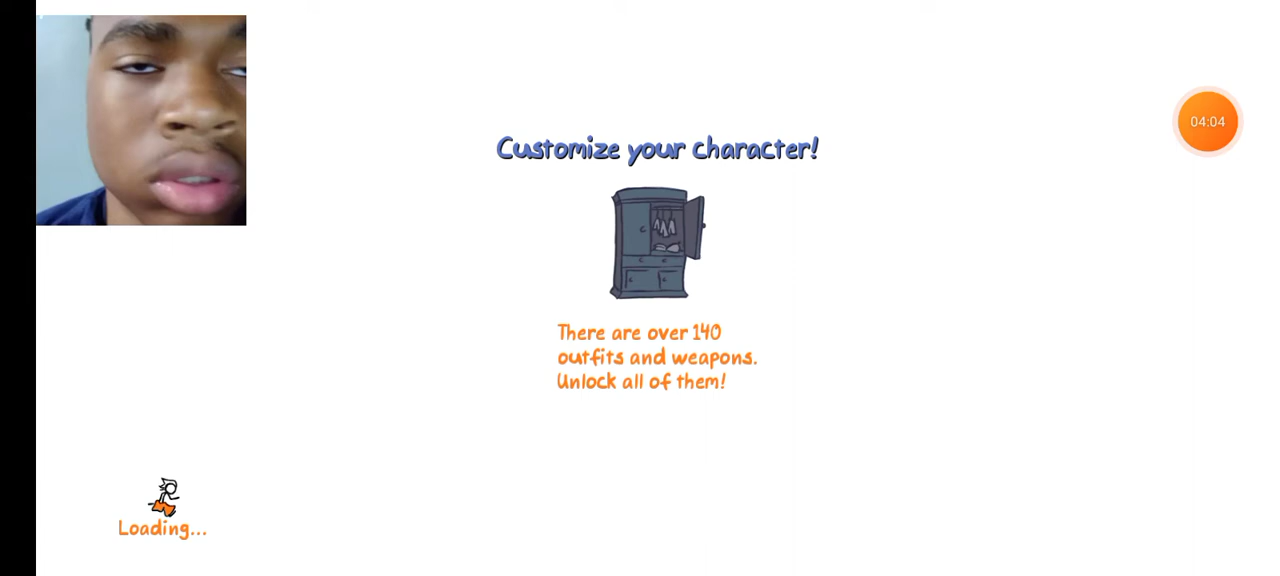 04:04
Customize your character!
There are over 140
outfits and weapons.
Unlock all of them!
Loading...